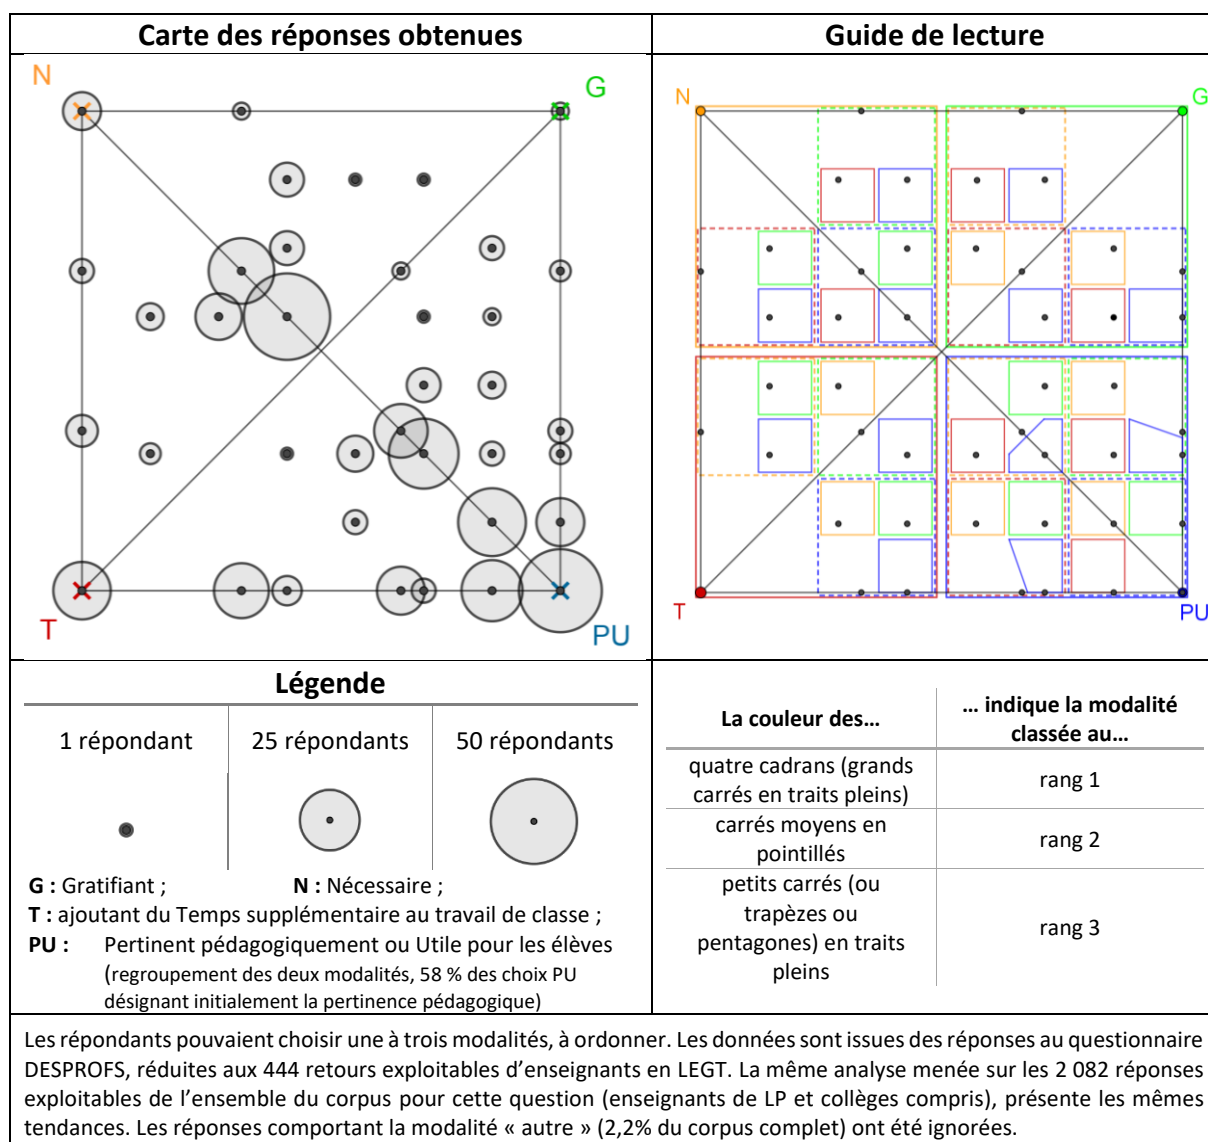 Carte des réponses obtenues
Guide de lecture
N
G
T
PU
N
G
T
PU
Légende
1 répondant
25 répondants
50 répondants
G : Gratifiant ;
N : Nécessaire ;
T : ajoutant du Temps supplémentaire au travail de classe ;
PU : Pertinent pédagogiquement ou Utile pour les élèves
(regroupement des deux modalités, 58 % des choix PU
désignant initialement la pertinence pédagogique)
La couleur des…
… indique la modalité
classée au…
quatre cadrans (grands
carrés en traits pleins)
rang 1
carrés moyens en
pointillés
rang 2
petits carrés (ou
trapèzes ou
pentagones) en traits
pleins
rang 3
Les répondants pouvaient choisir une à trois modalités, à ordonner. Les données sont issues des réponses au questionnaire
DESPROFS, réduites aux 444 retours exploitables d’enseignants en LEGT. La même analyse menée sur les 2 082 réponses
exploitables de l’ensemble du corpus pour cette question (enseignants de LP et collèges compris), présente les mêmes
tendances. Les réponses comportant la modalité « autre » (2,2% du corpus complet) ont été ignorées.